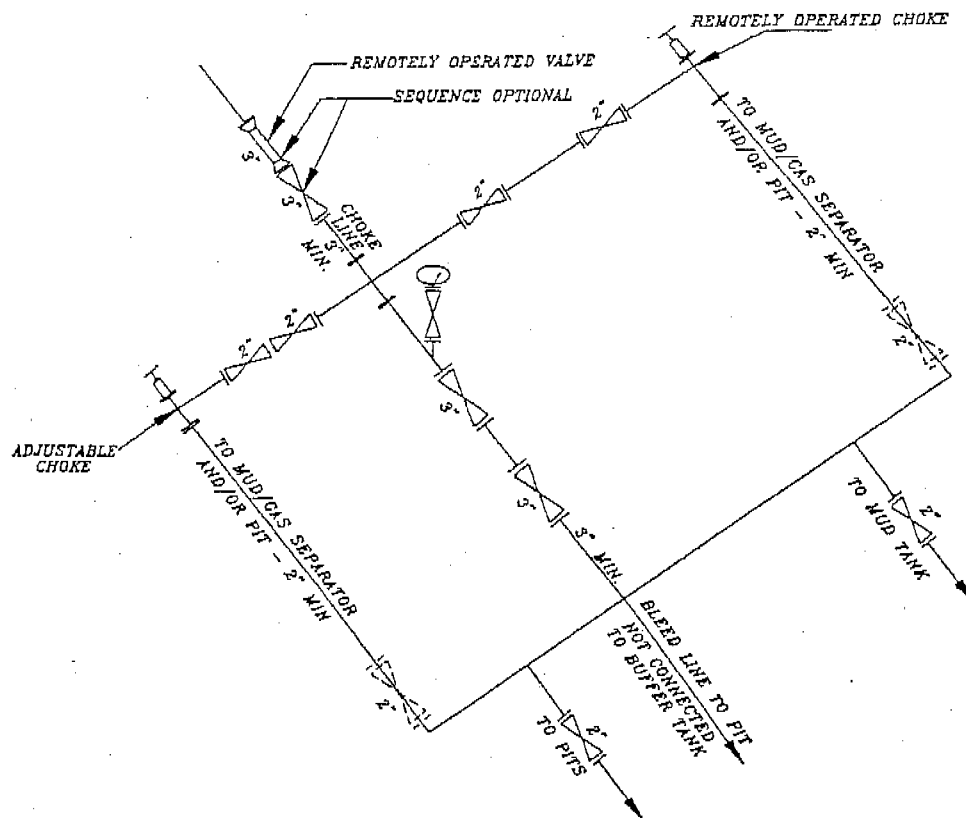 REMOTELY OPERATED CHOKE
REMOTELY OPERATED VALVE
SEQUENCE OPTIONAL
3"
3"
CHOKE
LINE
3"
MIN.
2"
2"
TO MUD/GAS SEPARATOR
AND/OR PIT - 2" MIN
2"
2"
2"
3"
3"
3" MIN.
ADJUSTABLE
CHOKE
TO MUD/GAS SEPARATOR
AND/OR PIT - 2" MIN
2"
2"
TO MUD TANK
BLEED LINE TO PIT
NOT CONNECTED
TO BUFFER TANK
2"
TO PITS